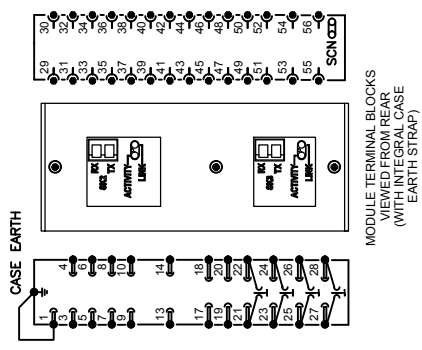 30 32 34 36 38 40 42 44 46 48 50 52 54 56
29 31 33 35 37 39 41 43 45 47 49 51 53 55
SCN
RX
SK2
TX
ACTIVITY
LINK
RX
SK3
TX
ACTIVITY
LINK
CASE EARTH
4 6 8 10 14 18 20 22 24 26 28
1 3 5 7 9 13 17 19 21 23 25 27
MODULE TERMINAL BLOCKS
VIEWED FROM REAR
(WITH INTEGRAL CASE
EARTH STRAP)